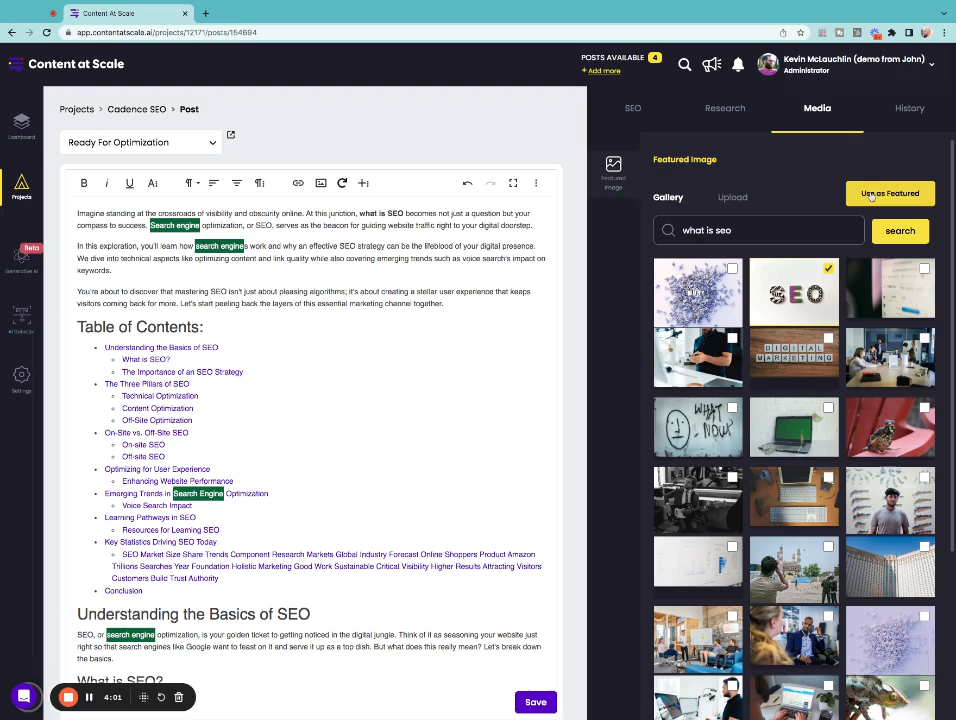 Content At Scale
app.contentatscale.ai/projects/12171/posts/154694
Content at Scale
POSTS AVAILABLE 4
+ Add more
Kevin McLauchlin (demo from John)
Administrator
Dashboard
Projects
Beta
Generative AI
AI Detector
Settings
Projects > Cadence SEO > Post
Ready For Optimization
B
I
U
Imagine standing at the crossroads of visibility and obscurity online. At this junction, what is SEO becomes not just a question but your
compass to success. Search engine optimization, or SEO, serves as the beacon for guiding website traffic right to your digital doorstep.
In this exploration, you'll learn how search engines work and why an effective SEO strategy can be the lifeblood of your digital presence.
We dive into technical aspects like optimizing content and link quality while also covering emerging trends such as voice search's impact on
keywords.
You're about to discover that mastering SEO isn't just about pleasing algorithms; it's about creating a stellar user experience that keeps
visitors coming back for more. Let's start peeling back the layers of this essential marketing channel together.
Table of Contents:
Understanding the Basics of SEO
What is SEO?
The Importance of an SEO Strategy
The Three Pillars of SEO
Technical Optimization
Content Optimization
Off-Site Optimization
On-Site vs. Off-Site SEO
On-site SEO
Off-site SEO
Optimizing for User Experience
Enhancing Website Performance
Emerging Trends in Search Engine Optimization
Voice Search Impact
Learning Pathways in SEO
Resources for Learning SEO
Key Statistics Driving SEO Today
SEO Market Size Share Trends Component Research Markets Global Industry Forecast Online Shoppers Product Amazon
Trillions Searches Year Foundation Holistic Marketing Good Work Sustainable Critical Visibility Higher Results Attracting Visitors
Customers Build Trust Authority
Conclusion
Understanding the Basics of SEO
SEO, or search engine optimization, is your golden ticket to getting noticed in the digital jungle. Think of it as seasoning your website just
right so that search engines like Google want to feast on it and serve it up as a top dish. But what does this really mean? Let's break down
the basics.
What is SEO?
4:01
Save
SEO
Research
Media
History
Featured Image
Featured Image
Gallery
Upload
Use as Featured
what is seo
search
SEO
DIGITAL
MARKETING
WHAT
NOW?